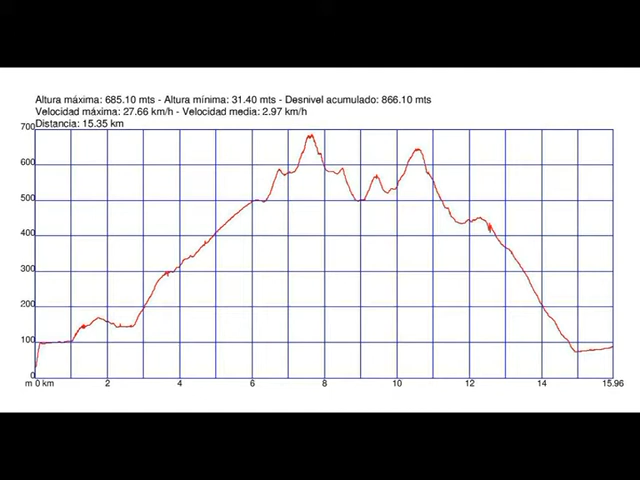 Altura máxima: 685.10 mts - Altura mínima: 31.40 mts - Desnivel acumulado: 866.10 mts
Velocidad máxima: 27.66 km/h - Velocidad media: 2.97 km/h
Distancia: 15.35 km
700
600
500
400
300
200
100
0
m 0 km 2 4 6 8 10 12 14 15.96